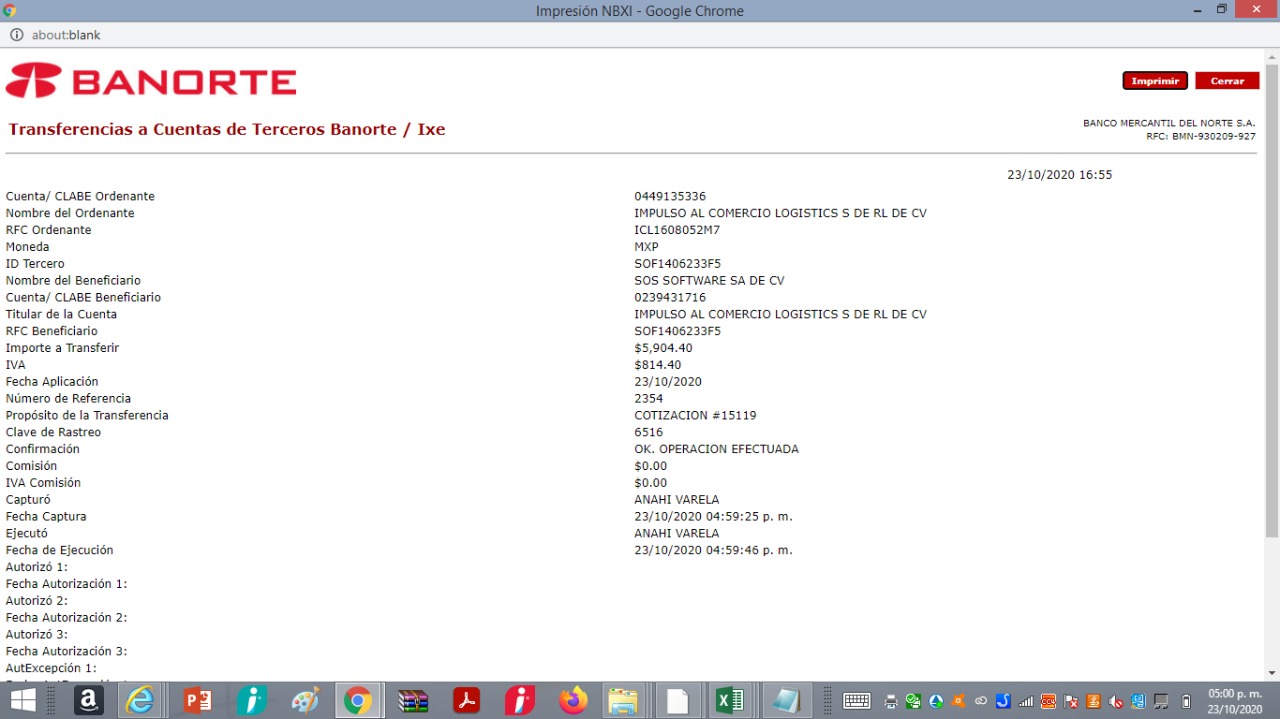 Impresión NBXI - Google Chrome
about:blank
BANORTE
Imprimir Cerrar
Transferencias a Cuentas de Terceros Banorte / Ixe
BANCO MERCANTIL DEL NORTE S.A.
RFC: BMN-930209-927
23/10/2020 16:55
Cuenta/ CLABE Ordenante 0449135336
Nombre del Ordenante IMPULSO AL COMERCIO LOGISTICS S DE RL DE CV
RFC Ordenante ICL1608052M7
Moneda MXP
ID Tercero SOF1406233F5
Nombre del Beneficiario SOS SOFTWARE SA DE CV
Cuenta/ CLABE Beneficiario 0239431716
Titular de la Cuenta IMPULSO AL COMERCIO LOGISTICS S DE RL DE CV
RFC Beneficiario SOF1406233F5
Importe a Transferir $5,904.40
IVA $814.40
Fecha Aplicación 23/10/2020
Número de Referencia 2354
Propósito de la Transferencia COTIZACION #15119
Clave de Rastreo 6516
Confirmación OK. OPERACION EFECTUADA
Comisión $0.00
IVA Comisión $0.00
Capturó ANAHI VARELA
Fecha Captura 23/10/2020 04:59:25 p. m.
Ejecutó ANAHI VARELA
Fecha de Ejecución 23/10/2020 04:59:46 p. m.
Autorizó 1:
Fecha Autorización 1:
Autorizó 2:
Fecha Autorización 2:
Autorizó 3:
Fecha Autorización 3:
AutExcepción 1:
05:00 p. m.
23/10/2020